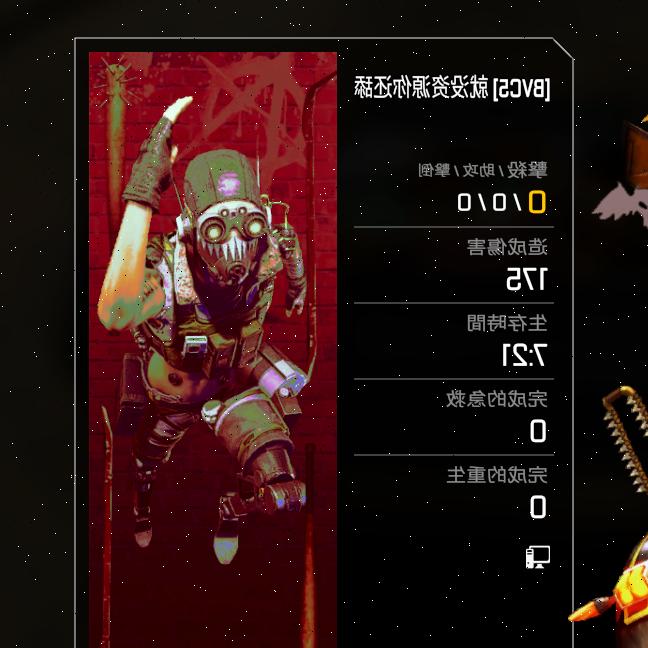 [BVC5] 就没资源你还舔
擊殺 / 助攻 / 擊倒
0 / 0 / 0
造成傷害
175
生存時間
7:21
完成的急救
0
完成的重生
0